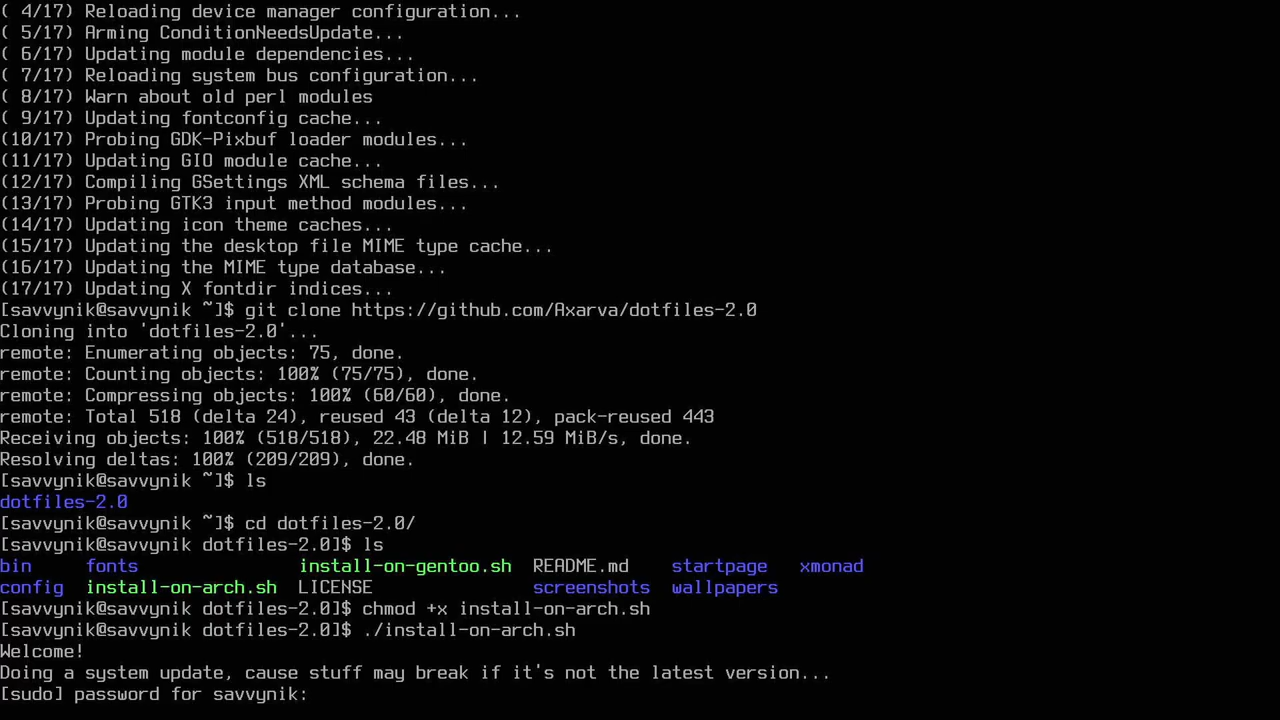 ( 4/17) Reloading device manager configuration...
( 5/17) Arming ConditionNeedsUpdate...
( 6/17) Updating module dependencies...
( 7/17) Reloading system bus configuration...
( 8/17) Warn about old perl modules
( 9/17) Updating fontconfig cache...
(10/17) Probing GDK-Pixbuf loader modules...
(11/17) Updating GIO module cache...
(12/17) Compiling GSettings XML schema files...
(13/17) Probing GTK3 input method modules...
(14/17) Updating icon theme caches...
(15/17) Updating the desktop file MIME type cache...
(16/17) Updating the MIME type database...
(17/17) Updating X fontdir indices...
[savvynik@savvynik ~]$ git clone https://github.com/Axarva/dotfiles-2.0
Cloning into 'dotfiles-2.0'...
remote: Enumerating objects: 75, done.
remote: Counting objects: 100% (75/75), done.
remote: Compressing objects: 100% (60/60), done.
remote: Total 518 (delta 24), reused 43 (delta 12), pack-reused 443
Receiving objects: 100% (518/518), 22.48 MiB | 12.59 MiB/s, done.
Resolving deltas: 100% (209/209), done.
[savvynik@savvynik ~]$ ls
dotfiles-2.0
[savvynik@savvynik ~]$ cd dotfiles-2.0/
[savvynik@savvynik dotfiles-2.0]$ ls
bin     fonts               install-on-gentoo.sh  README.md    startpage   xmonad
config  install-on-arch.sh  LICENSE               screenshots  wallpapers
[savvynik@savvynik dotfiles-2.0]$ chmod +x install-on-arch.sh
[savvynik@savvynik dotfiles-2.0]$ ./install-on-arch.sh
Welcome!
Doing a system update, cause stuff may break if it's not the latest version...
[sudo] password for savvynik: